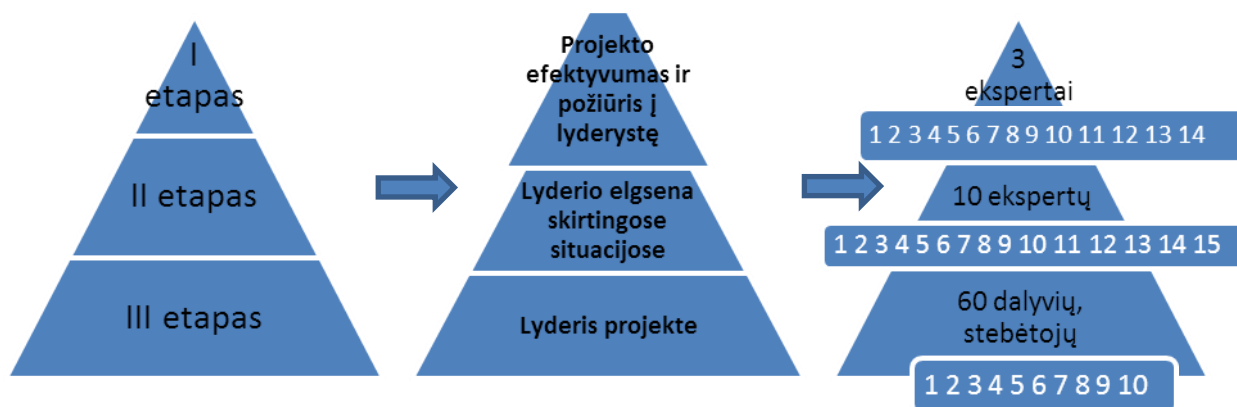 I
etapas
II etapas
III etapas
Projekto
efektyvumas ir
požiūris į
lyderystę
Lyderio elgsena
skirtingose
situacijose
Lyderis projekte
3
ekspertai
1 2 3 4 5 6 7 8 9 10 11 12 13 14
10 ekspertų
1 2 3 4 5 6 7 8 9 10 11 12 13 14 15
60 dalyvių,
stebėtojų
1 2 3 4 5 6 7 8 9 10